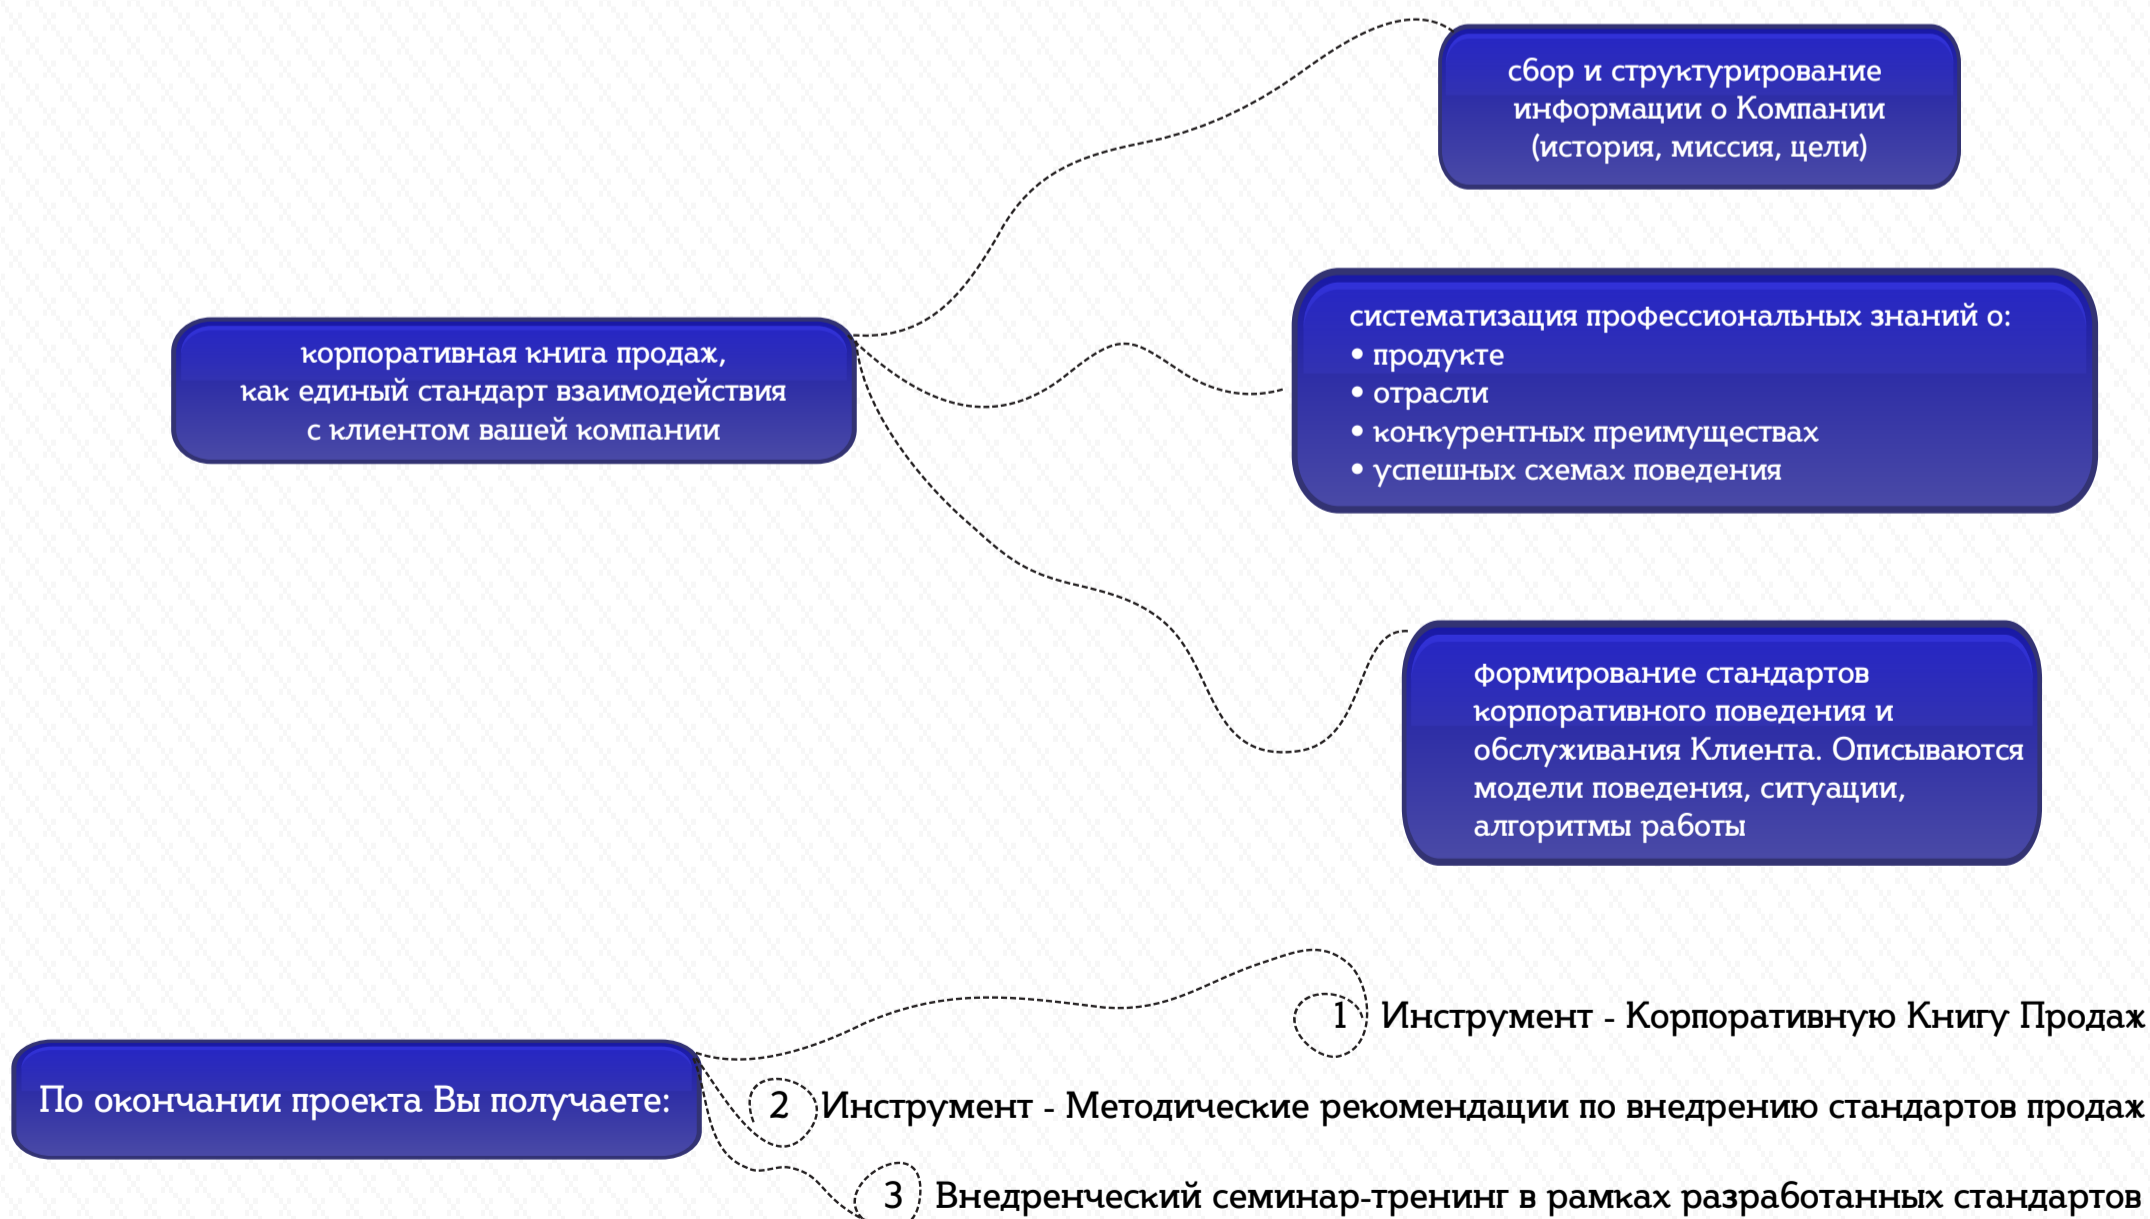 сбор и структурирование
информации о Компании
(история, миссия, цели)
корпоративная книга продаж,
как единый стандарт взаимодействия
с клиентом вашей компании
систематизация профессиональных знаний о:
• продукте
• отрасли
• конкурентных преимуществах
• успешных схемах поведения
формирование стандартов
корпоративного поведения и
обслуживания Клиента. Описываются
модели поведения, ситуации,
алгоритмы работы
По окончании проекта Вы получаете:
1 Инструмент - Корпоративную Книгу Продаж
2 Инструмент - Методические рекомендации по внедрению стандартов продаж
3 Внедренческий семинар-тренинг в рамках разработанных стандартов